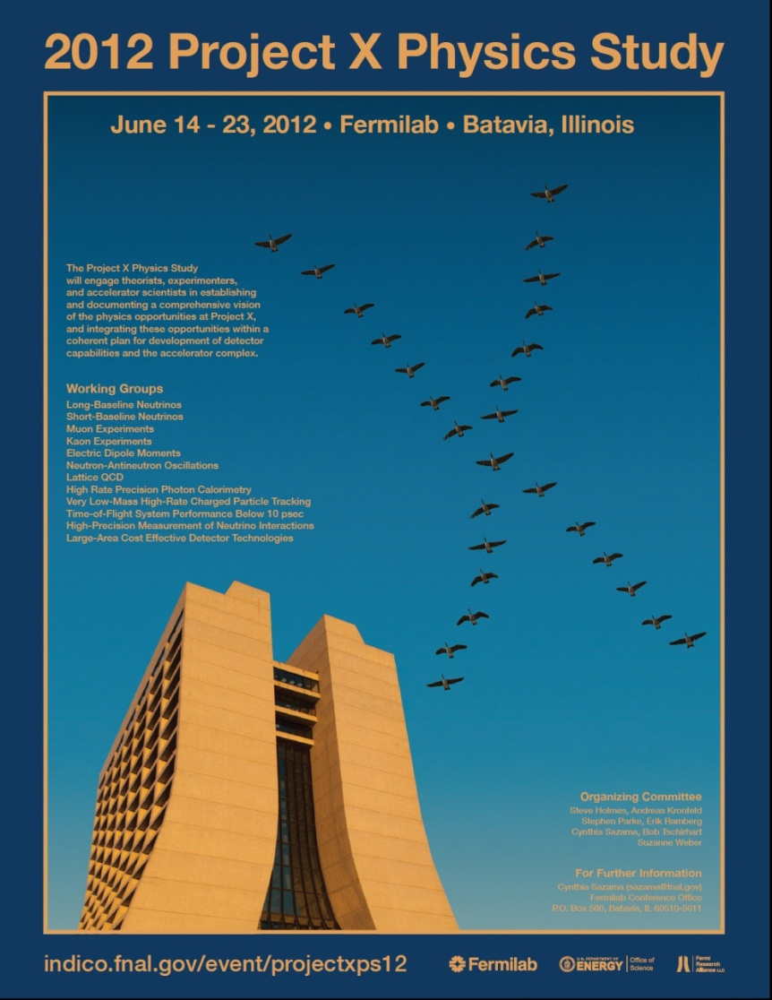 2012 Project X Physics Study
June 14 - 23, 2012 • Fermilab • Batavia, Illinois
The Project X Physics Study
will engage theorists, experimenters,
and accelerator scientists in establishing
and documenting a comprehensive vision
of the physics opportunities at Project X,
and integrating these opportunities within a
coherent plan for development of detector
capabilities and the accelerator complex.
Working Groups
Long-Baseline Neutrinos
Short-Baseline Neutrinos
Muon Experiments
Kaon Experiments
Electric Dipole Moments
Neutron-Antineutron Oscillations
Lattice QCD
High Rate Precision Photon Calorimetry
Very Low-Mass High-Rate Charged Particle Tracking
Time-of-Flight System Performance Below 10 psec
High-Precision Measurement of Neutrino Interactions
Large-Area Cost Effective Detector Technologies
Organizing Committee
Steve Holmes, Andreas Kronfeld
Stephen Parke, Erik Ramberg
Cynthia Sazama, Bob Tschirhart
Suzanne Weber
For Further Information
Cynthia Sazama (sazama@fnal.gov)
Fermilab Conference Office
P.O. Box 500, Batavia, IL 60510-5011
indico.fnal.gov/event/projectxps12
Fermilab
U.S. DEPARTMENT OF
ENERGY
Office of
Science
Fermi
Research
Alliance LLC